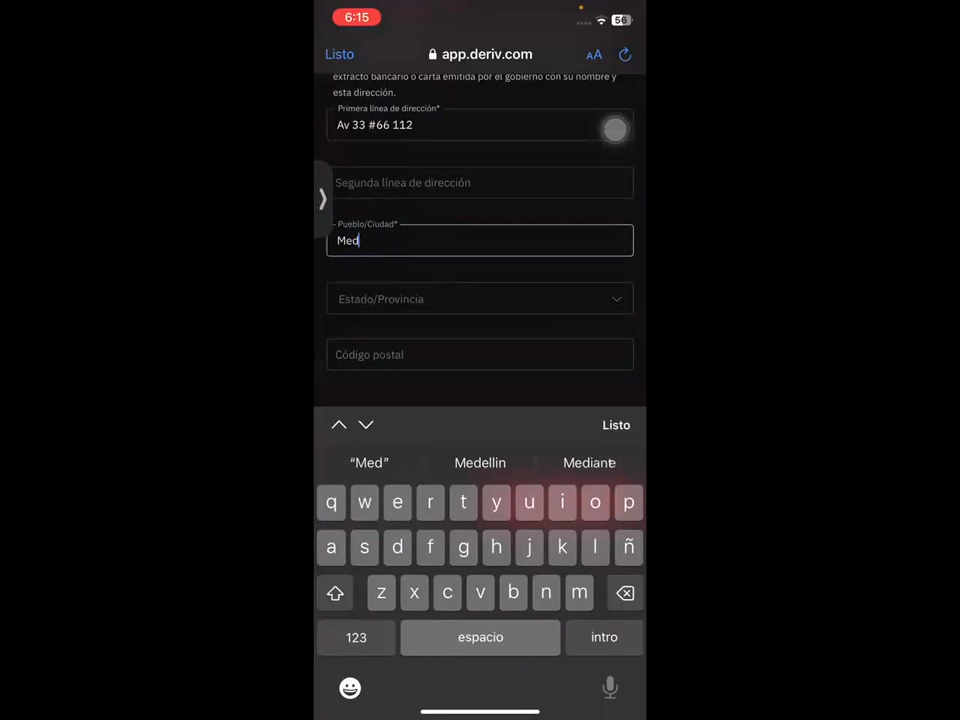 6:15
56
Listo
app.deriv.com
AA
extracto bancario o carta emitida por el gobierno con su nombre y
esta dirección.
Primera línea de dirección*
Av 33 #66 112
Segunda línea de dirección
Pueblo/Ciudad*
Med
Estado/Provincia
Código postal
Listo
“Med”
Medellin
Mediante
q w e r t y u i o p
a s d f g h j k l ñ
z x c v b n m
123
espacio
intro